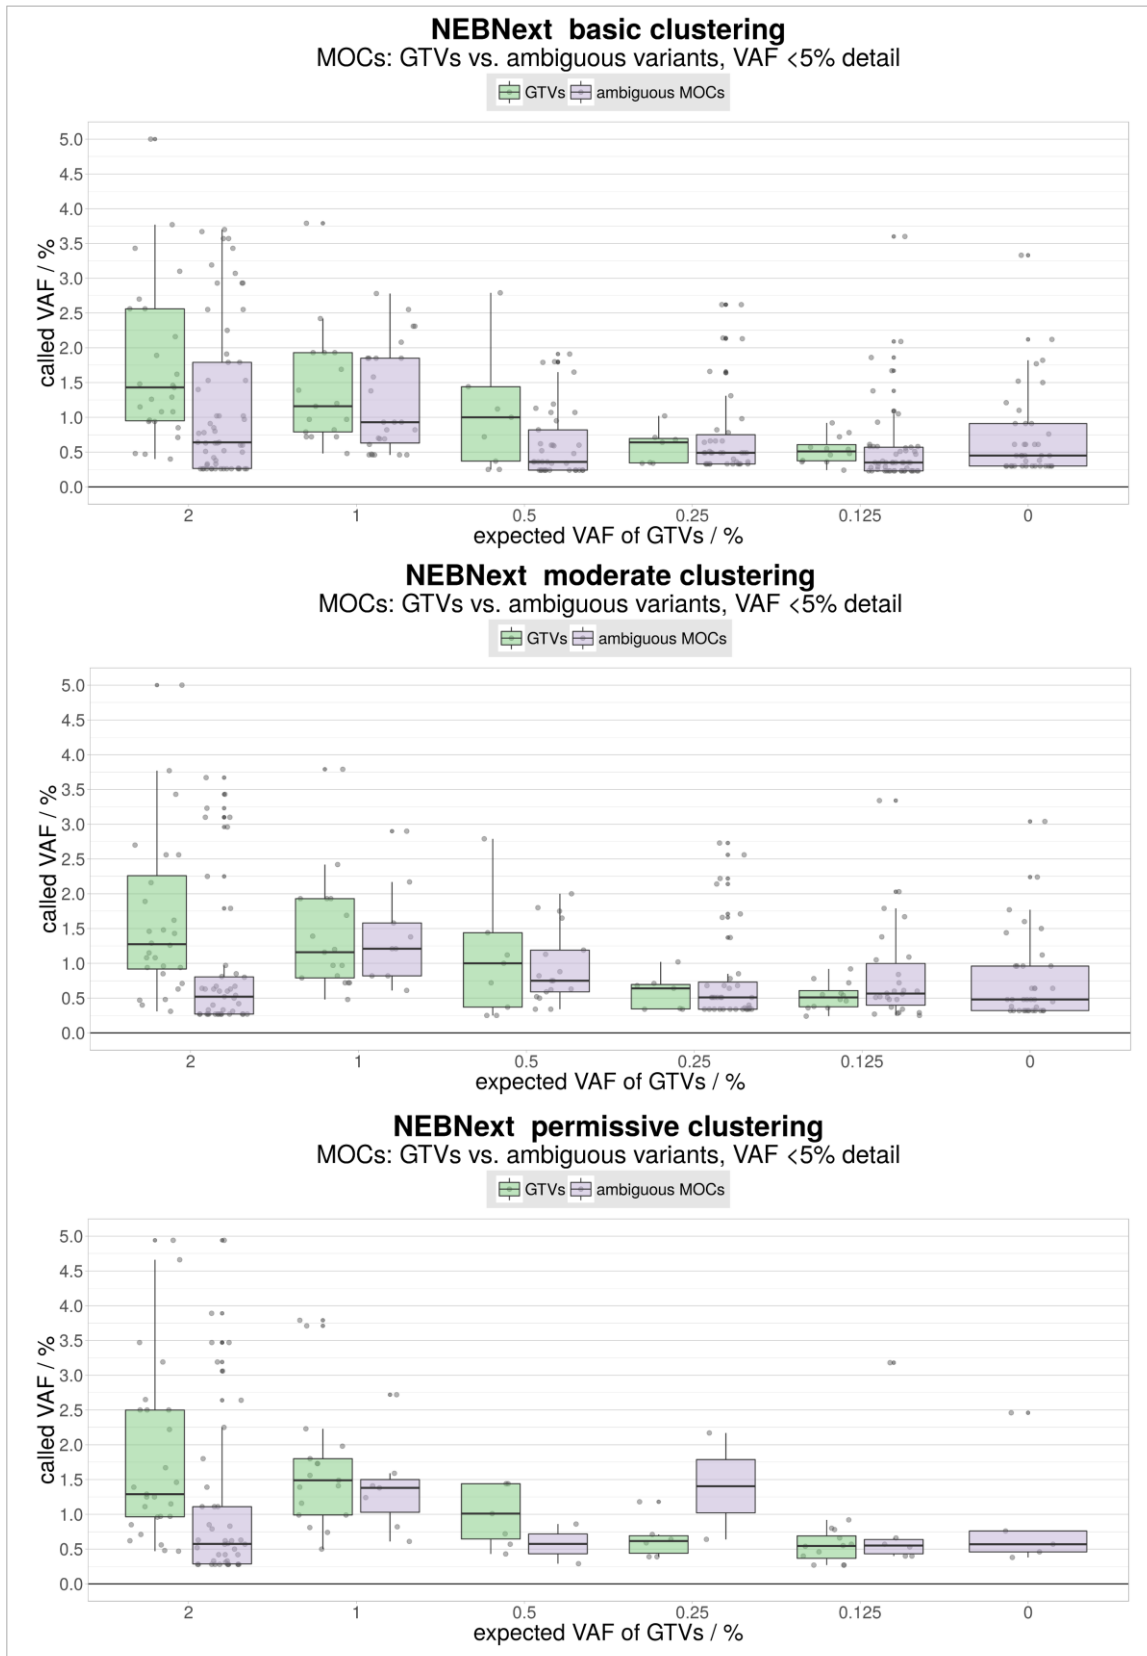 NEBNext basic clustering
MOCs: GTVs vs. ambiguous variants, VAF <5% detail
GTVs ambiguous MOCs
called VAF / %
5.0
4.5
4.0
3.5
3.0
2.5
2.0
1.5
1.0
0.5
0.0
2 1 0.5 0.25 0.125 0
expected VAF of GTVs / %
NEBNext moderate clustering
MOCs: GTVs vs. ambiguous variants, VAF <5% detail
GTVs ambiguous MOCs
called VAF / %
5.0
4.5
4.0
3.5
3.0
2.5
2.0
1.5
1.0
0.5
0.0
2 1 0.5 0.25 0.125 0
expected VAF of GTVs / %
NEBNext permissive clustering
MOCs: GTVs vs. ambiguous variants, VAF <5% detail
GTVs ambiguous MOCs
called VAF / %
5.0
4.5
4.0
3.5
3.0
2.5
2.0
1.5
1.0
0.5
0.0
2 1 0.5 0.25 0.125 0
expected VAF of GTVs / %